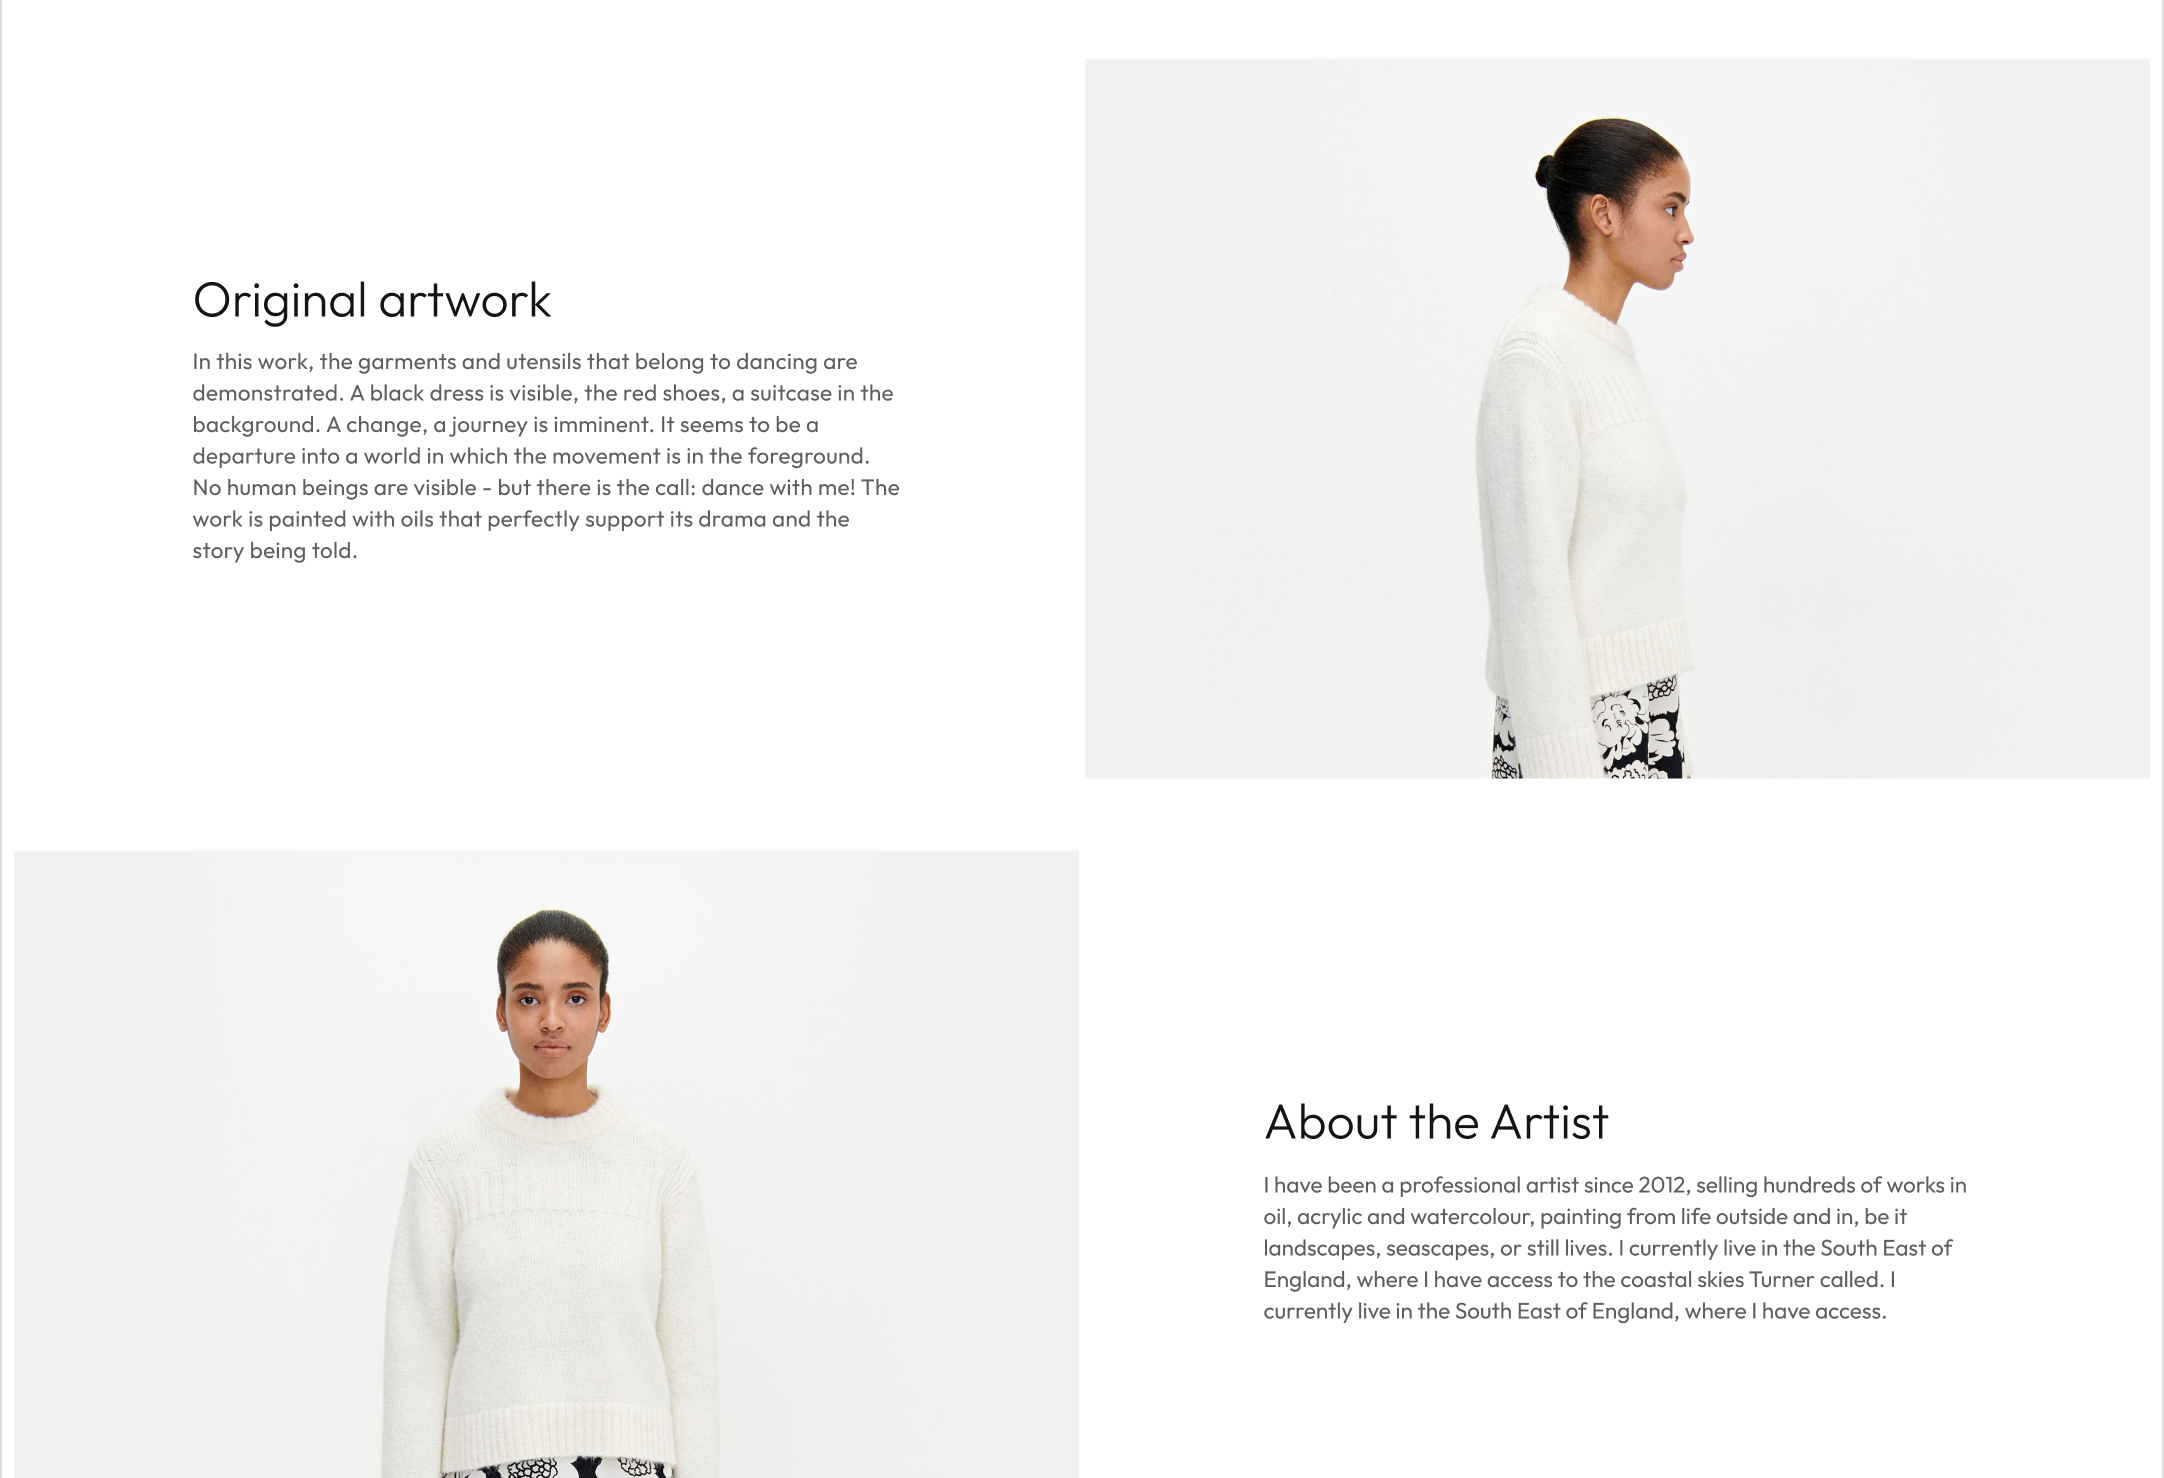 Original artwork
In this work, the garments and utensils that belong to dancing are
demonstrated. A black dress is visible, the red shoes, a suitcase in the
background. A change, a journey is imminent. It seems to be a
departure into a world in which the movement is in the foreground.
No human beings are visible - but there is the call: dance with me! The
work is painted with oils that perfectly support its drama and the
story being told.
About the Artist
I have been a professional artist since 2012, selling hundreds of works in
oil, acrylic and watercolour, painting from life outside and in, be it
landscapes, seascapes, or still lives. I currently live in the South East of
England, where I have access to the coastal skies Turner called. I
currently live in the South East of England, where I have access.